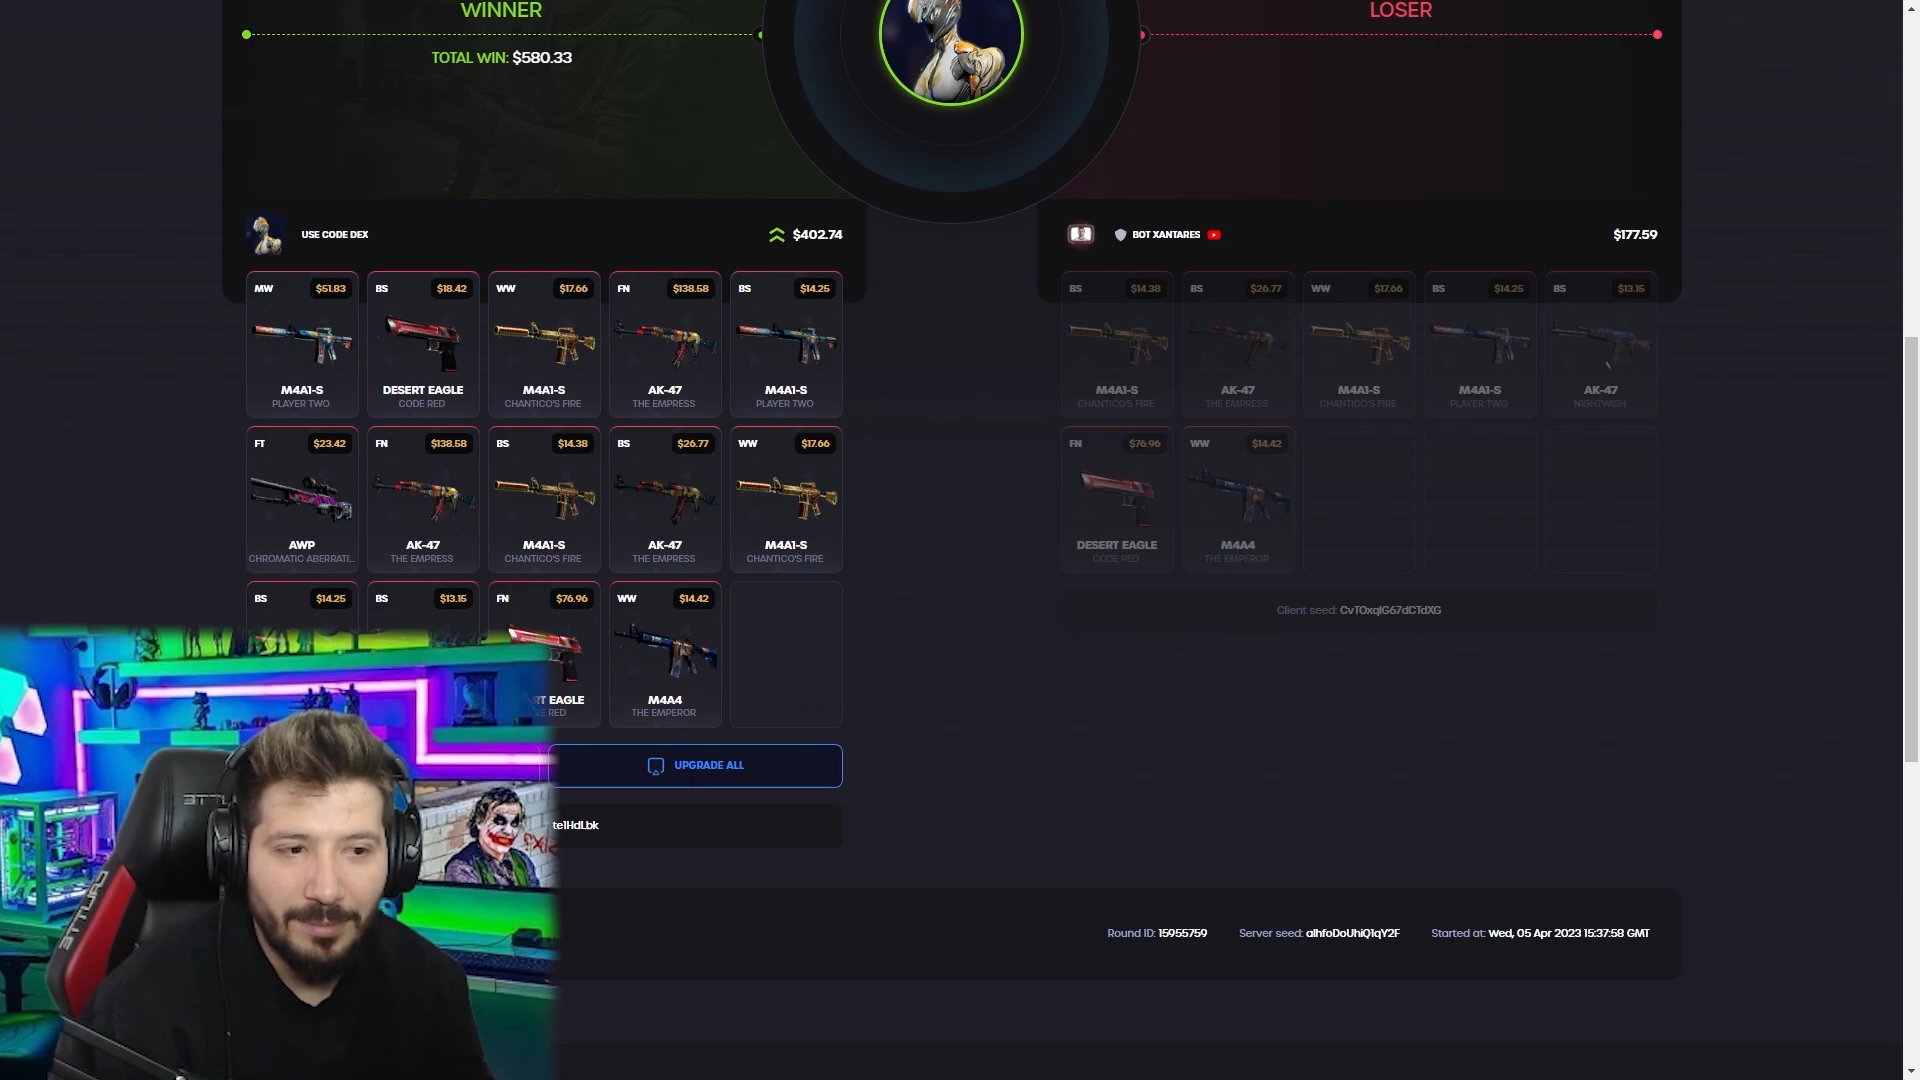 WINNER
LOSER
TOTAL WIN: $580.33
USE CODE DEX
$402.74
BOT XANTARES
$177.59
MW $51.83
BS $18.42
WW $17.66
FN $138.58
BS $14.25
M4A1-S
PLAYER TWO
DESERT EAGLE
CODE RED
M4A1-S
CHANTICO'S FIRE
AK-47
THE EMPRESS
M4A1-S
PLAYER TWO
BS $14.38
BS $26.77
WW $17.66
BS $14.25
BS $13.15
M4A1-S
CHANTICO'S FIRE
AK-47
THE EMPRESS
M4A1-S
CHANTICO'S FIRE
M4A1-S
PLAYER TWO
AK-47
NIGHTWISH
FT $23.42
FN $138.58
BS $14.38
BS $26.77
WW $17.66
AWP
CHROMATIC ABERRATI...
AK-47
THE EMPRESS
M4A1-S
CHANTICO'S FIRE
AK-47
THE EMPRESS
M4A1-S
CHANTICO'S FIRE
FN $76.96
WW $14.42
DESERT EAGLE
CODE RED
M4A4
THE EMPEROR
BS $14.25
BS $13.15
FN $76.96
WW $14.42
RT EAGLE
E RED
M4A4
THE EMPEROR
Client seed: CvTOxqlG67dCTdXG
UPGRADE ALL
te1HdLbk
Round ID: 15955759
Server seed: alhfoDoUhiQ1qY2F
Started at: Wed, 05 Apr 2023 15:37:58 GMT